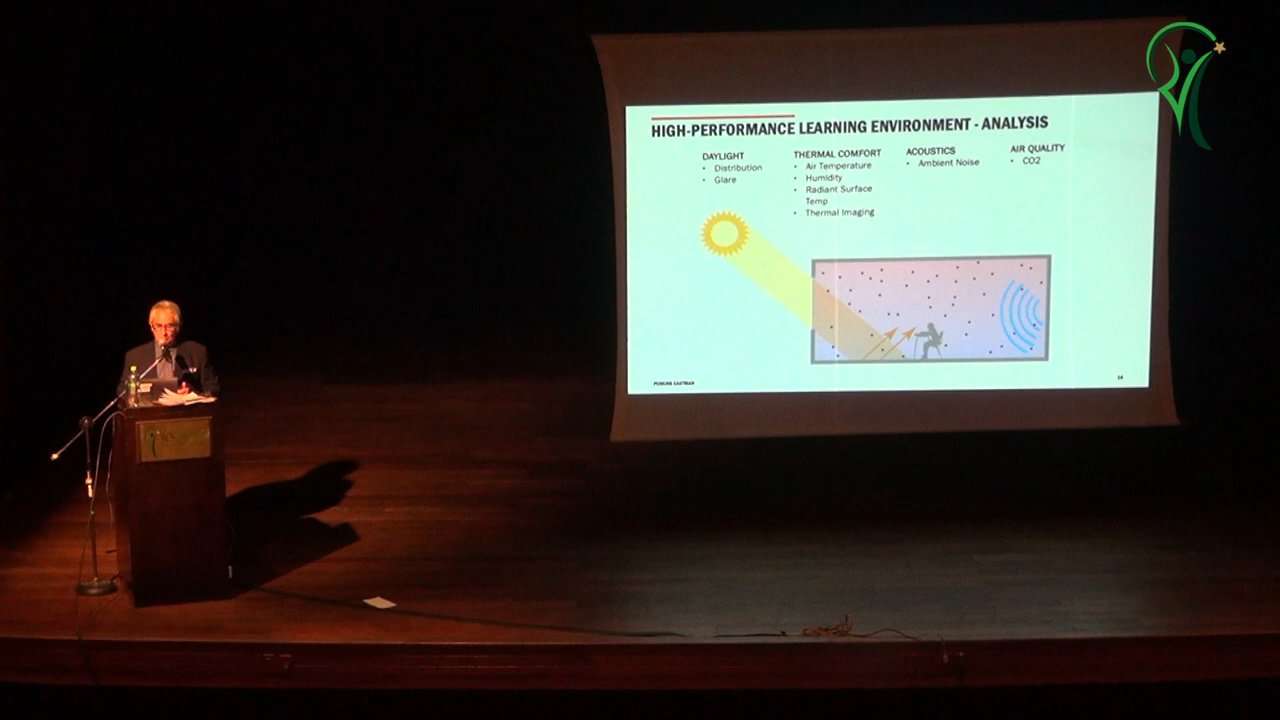 HIGH-PERFORMANCE LEARNING ENVIRONMENT - ANALYSIS
DAYLIGHT
• Distribution
• Glare
THERMAL COMFORT
• Air Temperature
• Humidity
• Radiant Surface
Temp
• Thermal Imaging
ACOUSTICS
• Ambient Noise
AIR QUALITY
• CO2
PERKINS EASTMAN